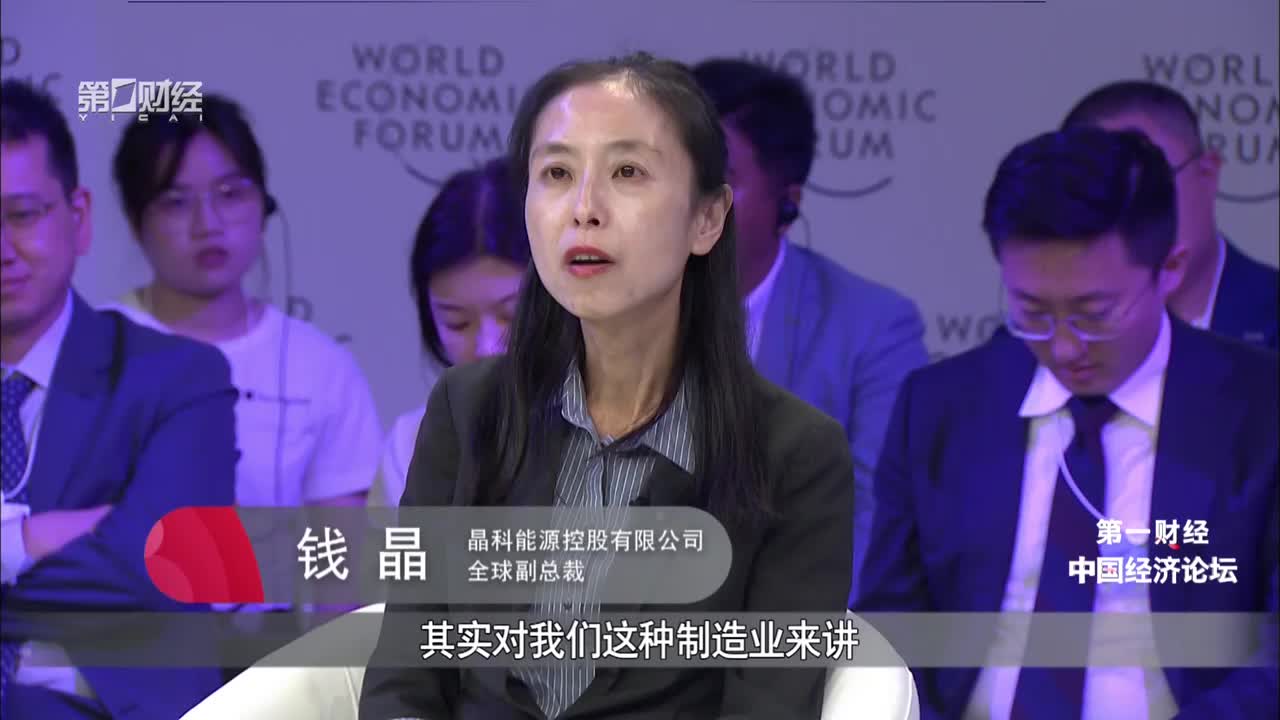 第一财经
YICAI
WORLD
ECONOMIC
FORUM
WORLD
ECONOMIC
FORUM
WORLD
ECONOMIC
FORUM
钱晶
晶科能源控股有限公司
全球副总裁
第一财经
中国经济论坛
其实对我们这种制造业来讲